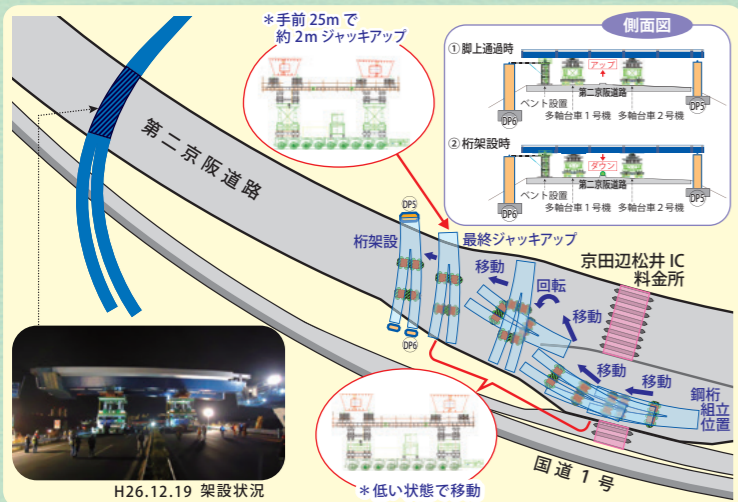 ＊手前 25m で
約 2m ジャッキアップ
側面図
① 脚上通過時
アップ
第二京阪道路
ベント設置
多軸台車１号機 多軸台車２号機
DP6
DP5
② 桁架設時
ダウン
第二京阪道路
ベント設置
多軸台車１号機 多軸台車２号機
DP6
DP5
第二京阪道路
DP5
桁架設
最終ジャッキアップ
京田辺松井 IC
料金所
移動
回転
移動
DP6
移動
移動
鋼桁
組立
位置
国道 1 号
＊低い状態で移動
H26.12.19 架設状況